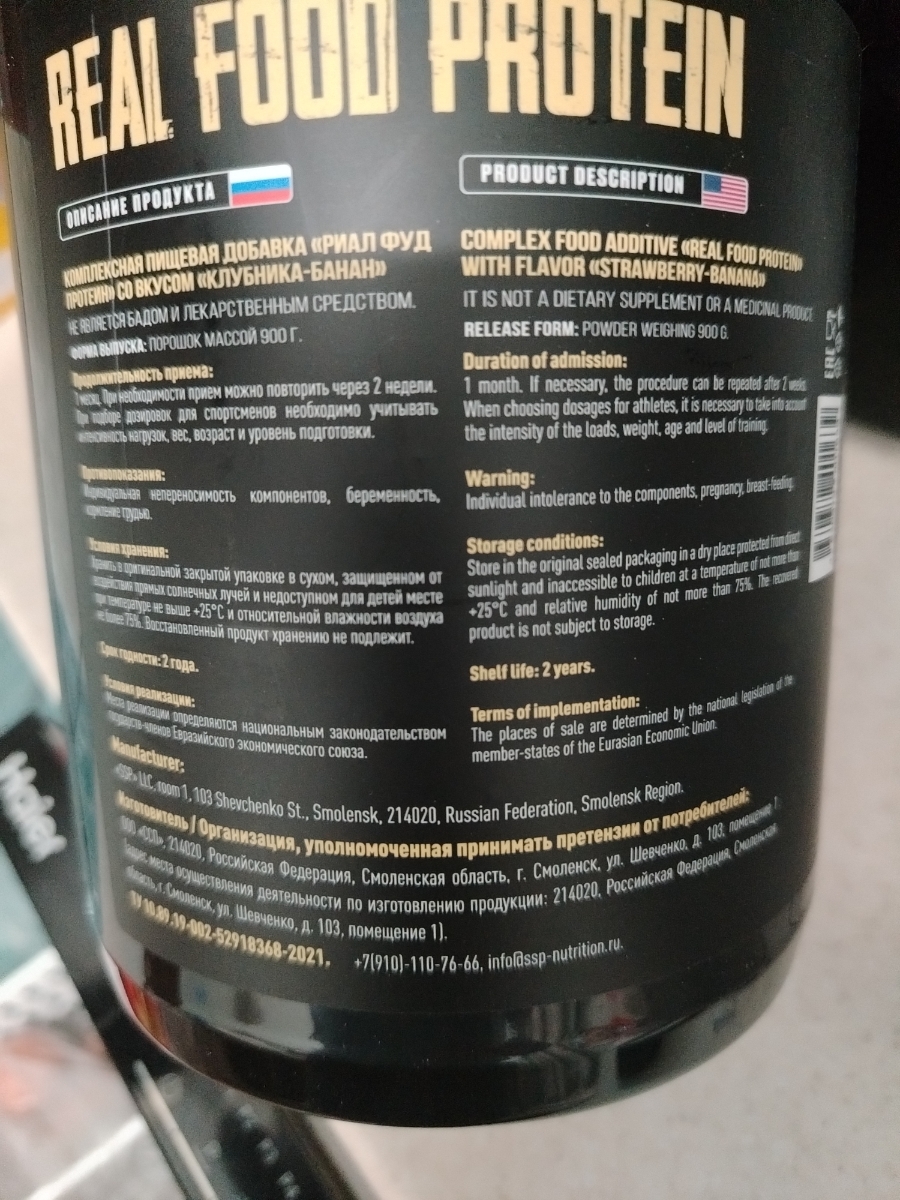 REAL FOOD PROTEIN
ОПИСАНИЕ ПРОДУКТА
КОМПЛЕКСНАЯ ПИЩЕВАЯ ДОБАВКА «РИАЛ ФУД
ПРОТЕИН» СО ВКУСОМ «КЛУБНИКА-БАНАН»
НЕ ЯВЛЯЕТСЯ БАДОМ И ЛЕКАРСТВЕННЫМ СРЕДСТВОМ.
ФОРМА ВЫПУСКА: ПОРОШОК МАССОЙ 900 Г.
Продолжительность приема:
1 месяц. При необходимости прием можно повторить через 2 недели.
При подборе дозировок для спортсменов необходимо учитывать
интенсивность нагрузок, вес, возраст и уровень подготовки.
Противопоказания:
Индивидуальная непереносимость компонентов, беременность,
кормление грудью.
Условия хранения:
Хранить в оригинальной закрытой упаковке в сухом, защищенном от
воздействия прямых солнечных лучей и недоступном для детей месте
при температуре не выше +25°С и относительной влажности воздуха
не более 75%. Восстановленный продукт хранению не подлежит.
Срок годности: 2 года.
Условия реализации:
Места реализации определяются национальным законодательством
государств-членов Евразийского экономического союза.
PRODUCT DESCRIPTION
COMPLEX FOOD ADDITIVE «REAL FOOD PROTEIN»
WITH FLAVOR «STRAWBERRY-BANANA»
IT IS NOT A DIETARY SUPPLEMENT OR A MEDICINAL PRODUCT
RELEASE FORM: POWDER WEIGHING 900 G.
Duration of admission:
1 month. If necessary, the procedure can be repeated after 2 weeks.
When choosing dosages for athletes, it is necessary to take into account
the intensity of the loads, weight, age and level of training.
Warning:
Individual intolerance to the components, pregnancy, breast-feeding.
Storage conditions:
Store in the original sealed packaging in a dry place protected from direct
sunlight and inaccessible to children at a temperature of not more than
+25°C and relative humidity of not more than 75%. The recovered
product is not subject to storage.
Shelf life: 2 years.
Terms of implementation:
The places of sale are determined by the national legislation of the
member-states of the Eurasian Economic Union.
Manufacturer:
«SSP» LLC, room 1, 103 Shevchenko St., Smolensk, 214020, Russian Federation, Smolensk Region.
Изготовитель / Организация, уполномоченная принимать претензии от потребителей:
ООО «ССП», 214020, Российская Федерация, Смоленская область, г. Смоленск, ул. Шевченко, д. 103, помещение 1
(адрес места осуществления деятельности по изготовлению продукции: 214020, Российская Федерация, Смоленская
область, г. Смоленск, ул. Шевченко, д. 103, помещение 1).
ТУ 10.89.19-002-52918368-2021.
+7(910)-110-76-66, info@ssp-nutrition.ru.
EAC
Haier